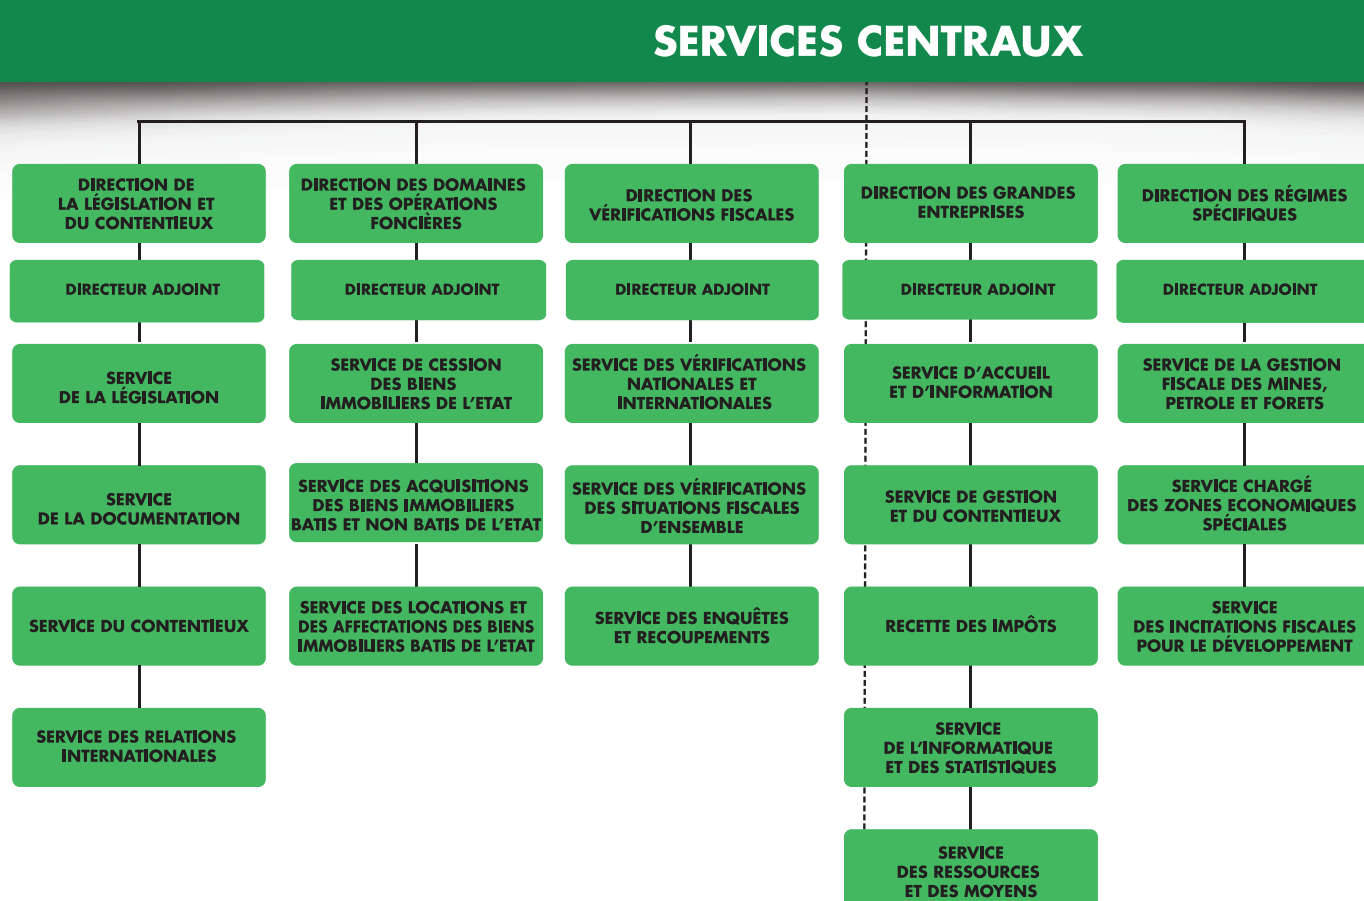 SERVICES CENTRAUX
DIRECTION DE
LA LÉGISLATION ET
DU CONTENTIEUX
DIRECTION DES DOMAINES
ET DES OPÉRATIONS
FONCIÈRES
DIRECTION DES
VÉRIFICATIONS FISCALES
DIRECTION DES GRANDES
ENTREPRISES
DIRECTION DES RÉGIMES
SPÉCIFIQUES
DIRECTEUR ADJOINT
DIRECTEUR ADJOINT
DIRECTEUR ADJOINT
DIRECTEUR ADJOINT
DIRECTEUR ADJOINT
SERVICE
DE LA LÉGISLATION
SERVICE DE CESSION
DES BIENS
IMMOBILIERS DE L’ETAT
SERVICE DES VÉRIFICATIONS
NATIONALES ET
INTERNATIONALES
SERVICE D’ACCUEIL
ET D’INFORMATION
SERVICE DE LA GESTION
FISCALE DES MINES,
PETROLE ET FORETS
SERVICE
DE LA DOCUMENTATION
SERVICE DES ACQUISITIONS
DES BIENS IMMOBILIERS
BATIS ET NON BATIS DE L’ETAT
SERVICE DES VÉRIFICATIONS
DES SITUATIONS FISCALES
D’ENSEMBLE
SERVICE DE GESTION
ET DU CONTENTIEUX
SERVICE CHARGÉ
DES ZONES ECONOMIQUES
SPÉCIALES
SERVICE DU CONTENTIEUX
SERVICE DES LOCATIONS ET
DES AFFECTATIONS DES BIENS
IMMOBILIERS BATIS DE L’ETAT
SERVICE DES ENQUÊTES
ET RECOUPEMENTS
RECETTE DES IMPÔTS
SERVICE
DES INCITATIONS FISCALES
POUR LE DÉVELOPPEMENT
SERVICE DES RELATIONS
INTERNATIONALES
SERVICE
DE L’INFORMATIQUE
ET DES STATISTIQUES
SERVICE
DES RESSOURCES
ET DES MOYENS